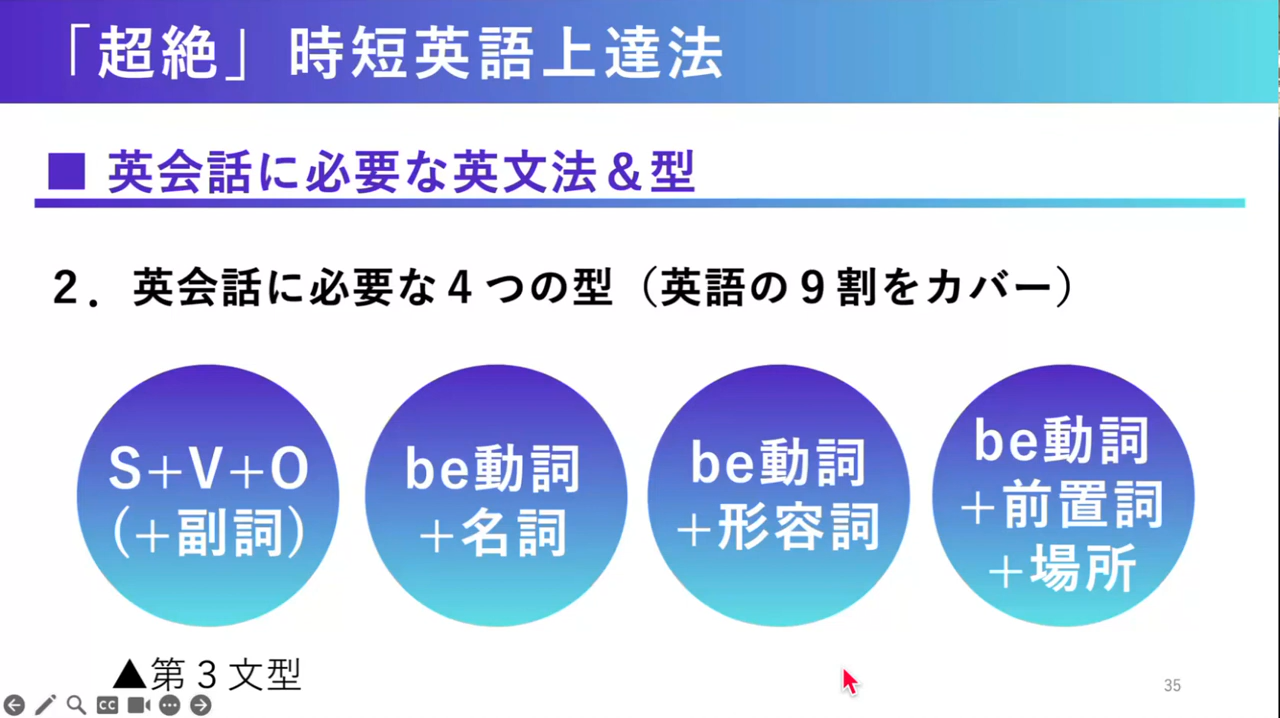 「超絶」時短英語上達法
■ 英会話に必要な英文法＆型
２．英会話に必要な４つの型（英語の９割をカバー）
S＋V＋O
（＋副詞）
be動詞
＋名詞
be動詞
＋形容詞
be動詞
＋前置詞
＋場所
▲第３文型
35
CC